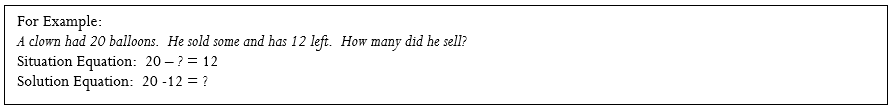 For Example:
A clown had 20 balloons.  He sold some and has 12 left.  How many did he sell?
Situation Equation:  20 – ? = 12
Solution Equation:  20 -12 = ?